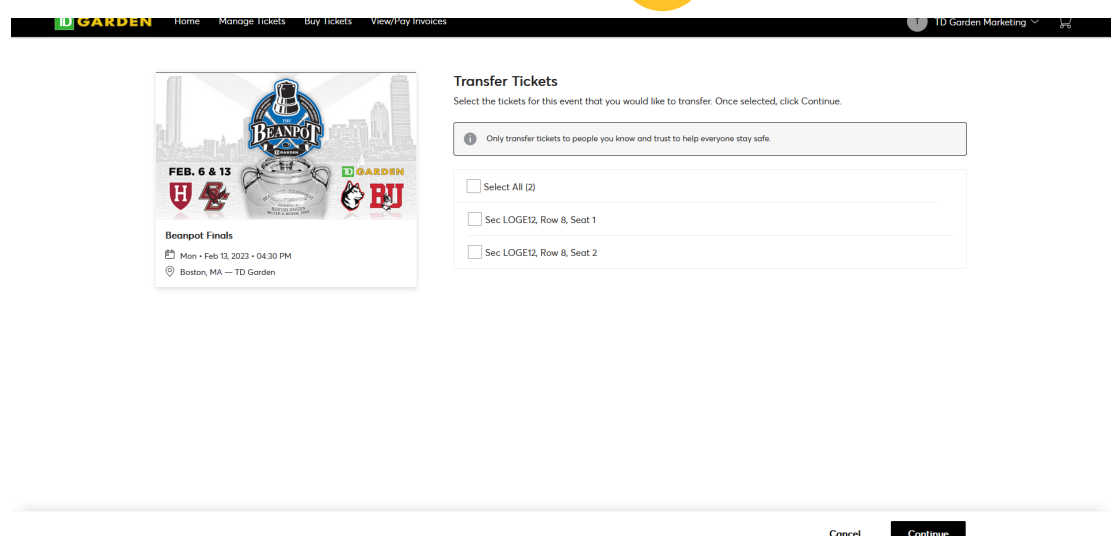 TD GARDEN Home Manage Tickets Buy Tickets View/Pay Invoices T TD Garden Marketing
THE
BEANPOT
TD GARDEN
FEB. 6 & 13
TD GARDEN
H
BU
Beanpot Finals
Mon • Feb 13, 2023 • 04:30 PM
Boston, MA — TD Garden
Transfer Tickets
Select the tickets for this event that you would like to transfer. Once selected, click Continue.
Only transfer tickets to people you know and trust to help everyone stay safe.
Select All (2)
Sec LOGE12, Row 8, Seat 1
Sec LOGE12, Row 8, Seat 2
Cancel Continue